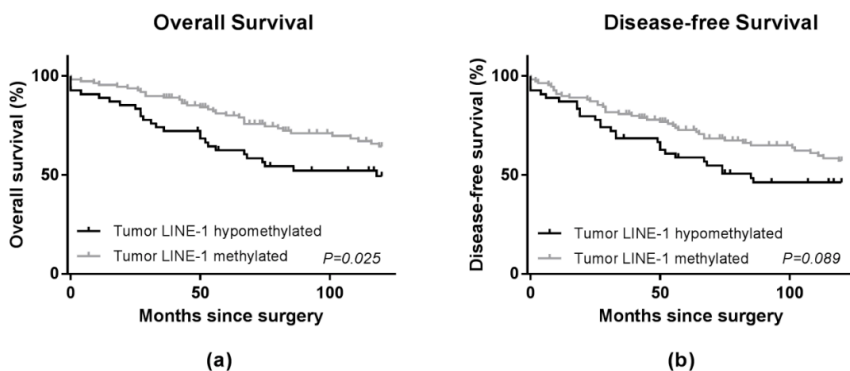 Overall Survival
Overall survival (%)
100
50
0
Tumor LINE-1 hypomethylated
Tumor LINE-1 methylated
P=0.025
0 50 100
Months since surgery
(a)
Disease-free Survival
Disease-free survival (%)
100
50
0
Tumor LINE-1 hypomethylated
Tumor LINE-1 methylated
P=0.089
0 50 100
Months since surgery
(b)